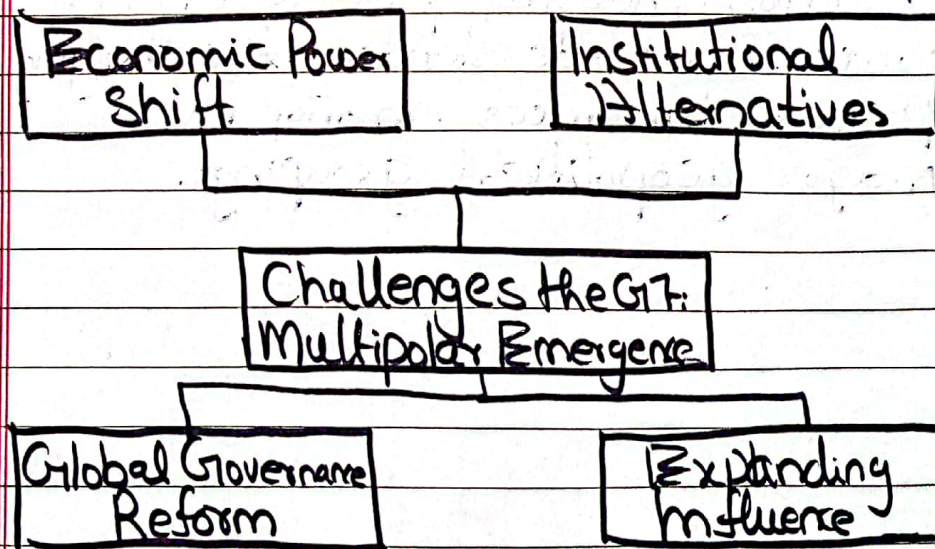 Economic Power
Shift
Institutional
Alternatives
Challenges the G7:
Multipolar Emergence
Global Governance
Reform
Expanding
Influence